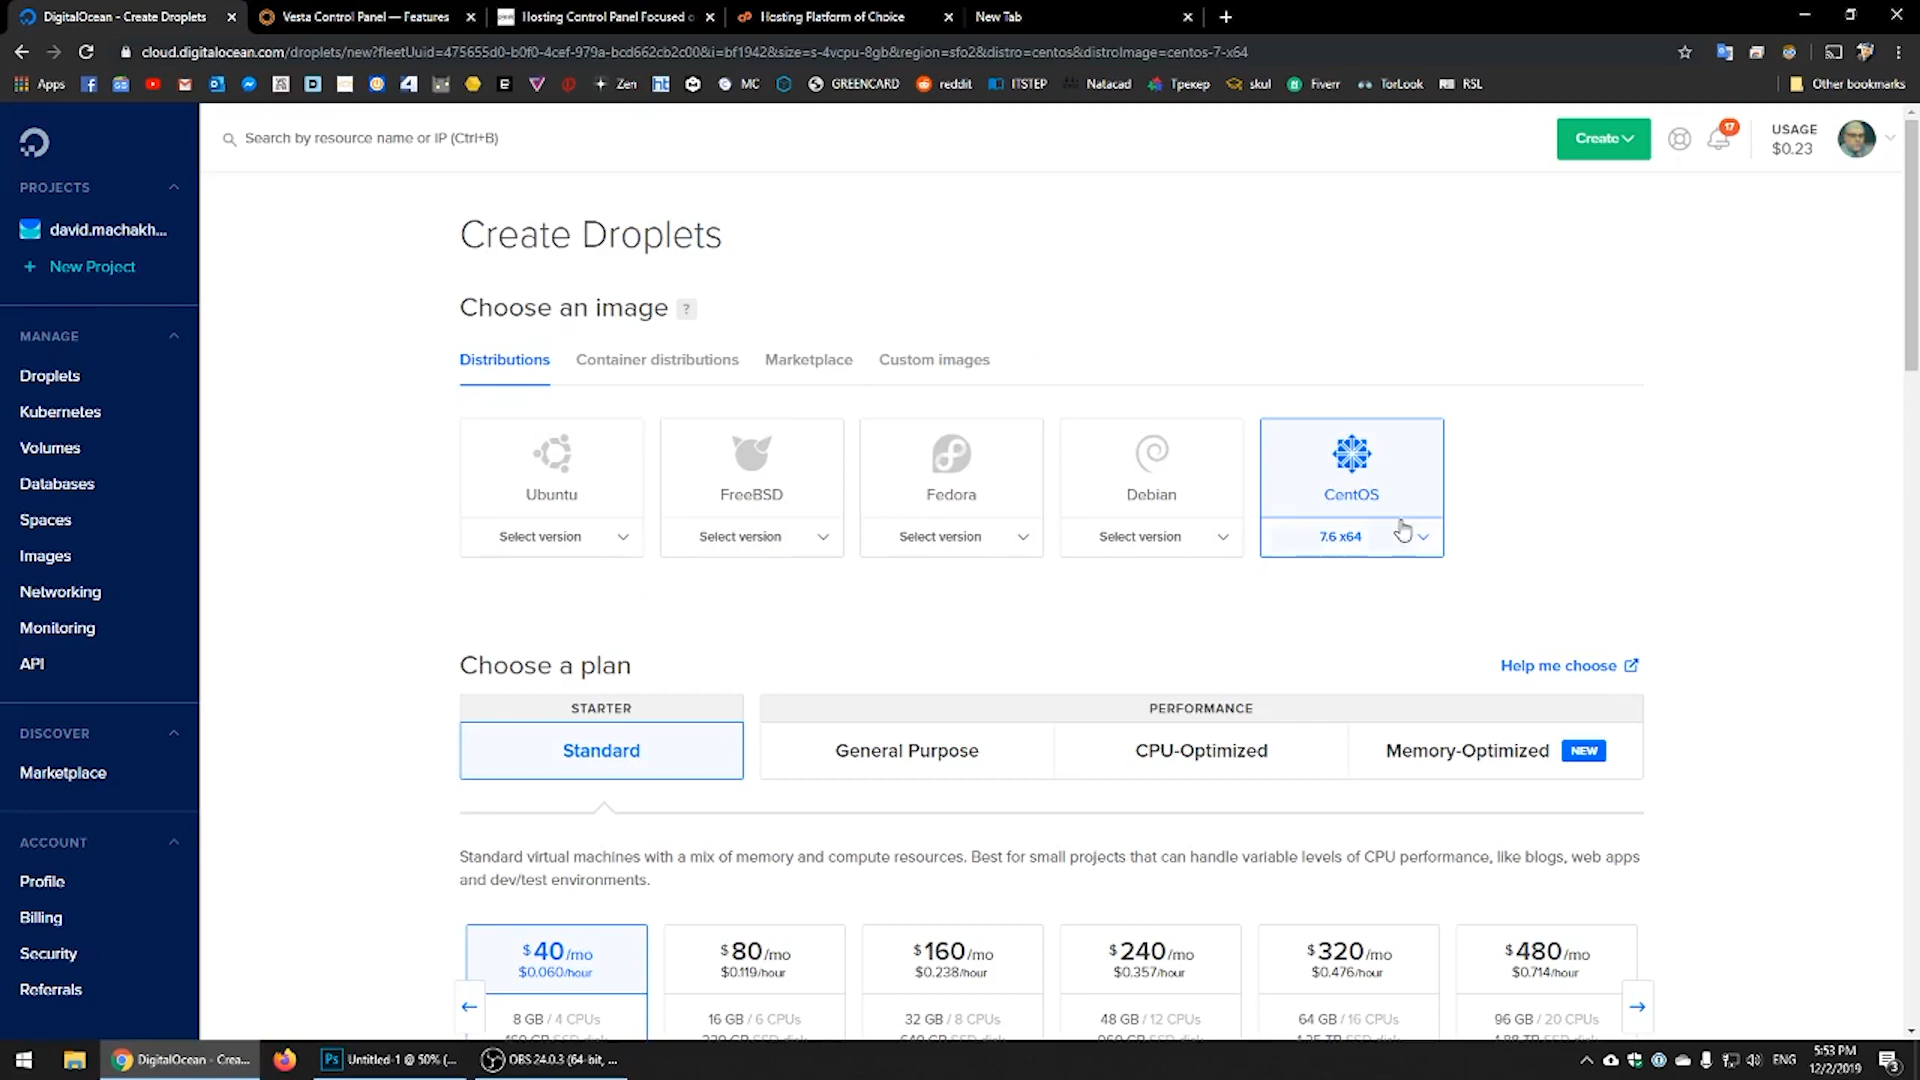 DigitalOcean - Create Droplets
Vesta Control Panel — Features
Hosting Control Panel Focused o
Hosting Platform of Choice
New Tab
cloud.digitalocean.com/droplets/new?fleetUuid=475655d0-b0f0-4cef-979a-bcd662cb2c00&i=bf1942&size=s-4vcpu-8gb&region=sfo2&distro=centos&distroImage=centos-7-x64
Apps
Zen
MC
GREENCARD
reddit
ITSTEP
Natacad
Трекер
skul
Fiverr
TorLook
RSL
Other bookmarks
Search by resource name or IP (Ctrl+B)
Create
17
USAGE
$0.23
PROJECTS
david.machakh...
+ New Project
MANAGE
Droplets
Kubernetes
Volumes
Databases
Spaces
Images
Networking
Monitoring
API
DISCOVER
Marketplace
ACCOUNT
Profile
Billing
Security
Referrals
Create Droplets
Choose an image ?
Distributions
Container distributions
Marketplace
Custom images
Ubuntu
FreeBSD
Fedora
Debian
CentOS
Select version
Select version
Select version
Select version
7.6 x64
Choose a plan
Help me choose
STARTER
PERFORMANCE
Standard
General Purpose
CPU-Optimized
Memory-Optimized NEW
Standard virtual machines with a mix of memory and compute resources. Best for small projects that can handle variable levels of CPU performance, like blogs, web apps
and dev/test environments.
$40/mo
$0.060/hour
8 GB / 4 CPUs
$80/mo
$0.119/hour
16 GB / 6 CPUs
$160/mo
$0.238/hour
32 GB / 8 CPUs
$240/mo
$0.357/hour
48 GB / 12 CPUs
$320/mo
$0.476/hour
64 GB / 16 CPUs
$480/mo
$0.714/hour
96 GB / 20 CPUs
DigitalOcean - Crea...
Ps Untitled-1 @ 50% (...
OBS 24.0.3 (64-bit, ...
ENG
5:53 PM
12/2/2019
3